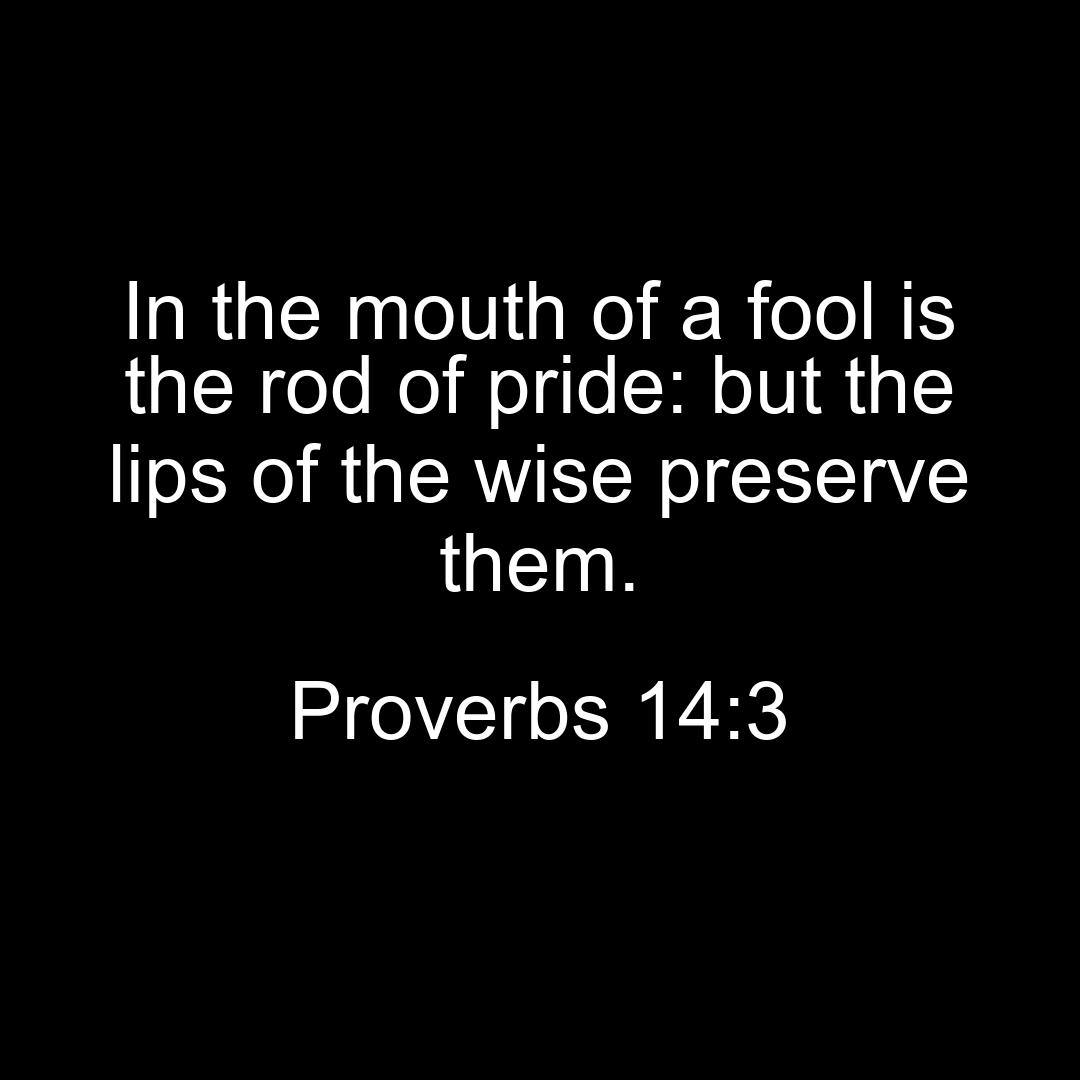 In the mouth of a fool is
the rod of pride: but the
lips of the wise preserve
them.
Proverbs 14:3